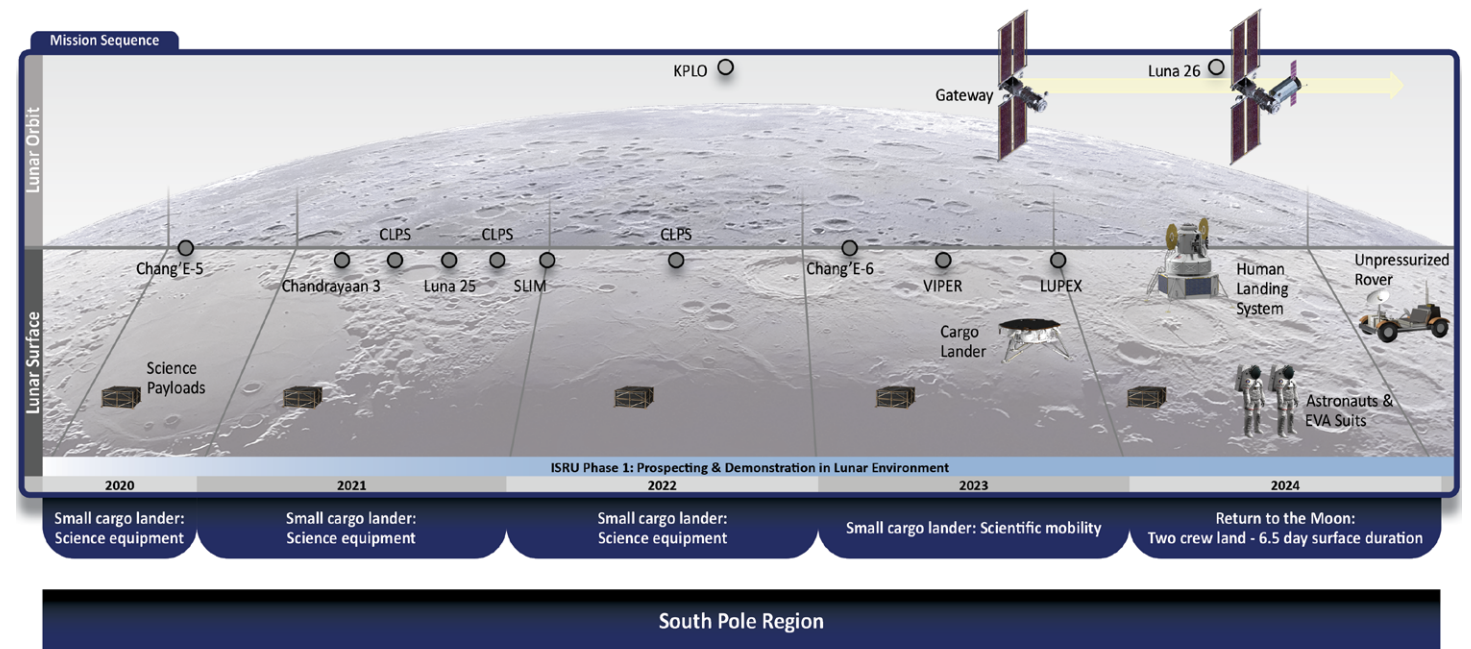 Mission Sequence
Lunar Orbit
KPLO
Luna 26
Gateway
Lunar Surface
CLPS
CLPS
CLPS
Chang'E-5
Chang'E-6
Chandrayaan 3
Luna 25
SLIM
VIPER
LUPEX
Human
Landing
System
Unpressurized
Rover
Cargo
Lander
Science
Payloads
Astronauts &
EVA Suits
ISRU Phase 1: Prospecting & Demonstration in Lunar Environment
2020
2021
2022
2023
2024
Small cargo lander:
Science equipment
Small cargo lander:
Science equipment
Small cargo lander:
Science equipment
Small cargo lander: Scientific mobility
Return to the Moon:
Two crew land - 6.5 day surface duration
South Pole Region